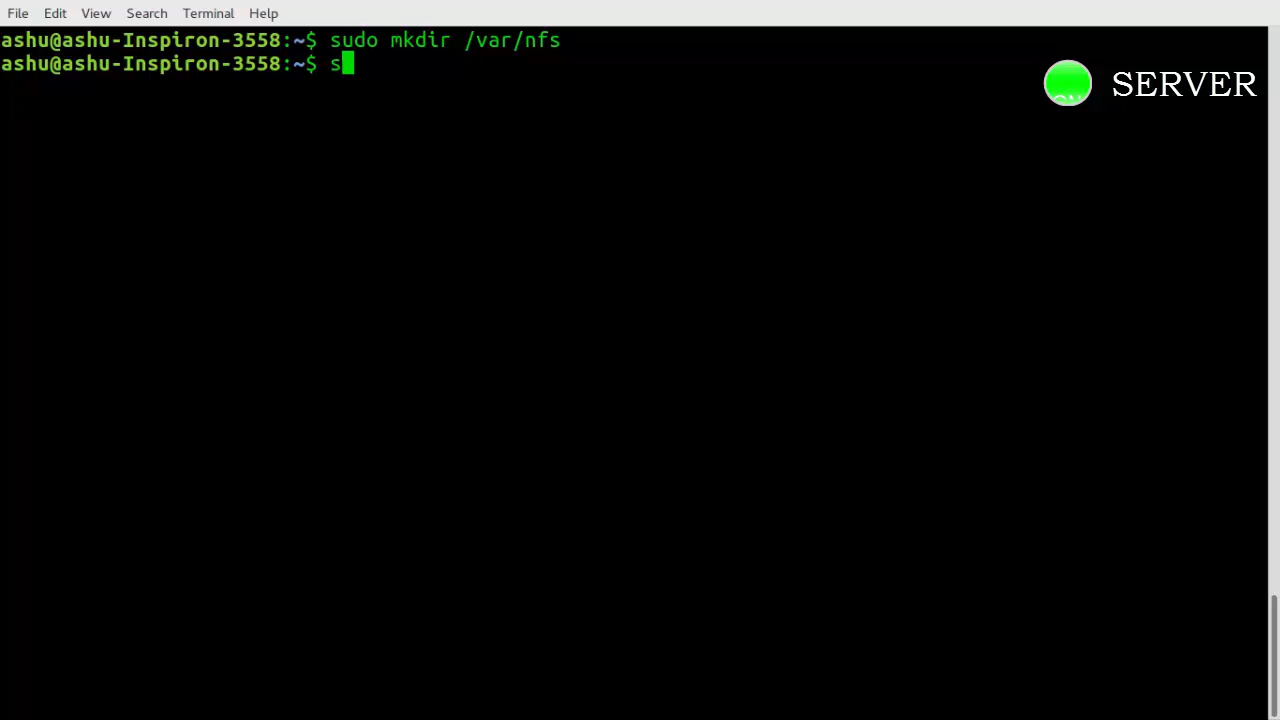 File Edit View Search Terminal Help
ashu@ashu-Inspiron-3558:~$ sudo mkdir /var/nfs
ashu@ashu-Inspiron-3558:~$ s
SERVER